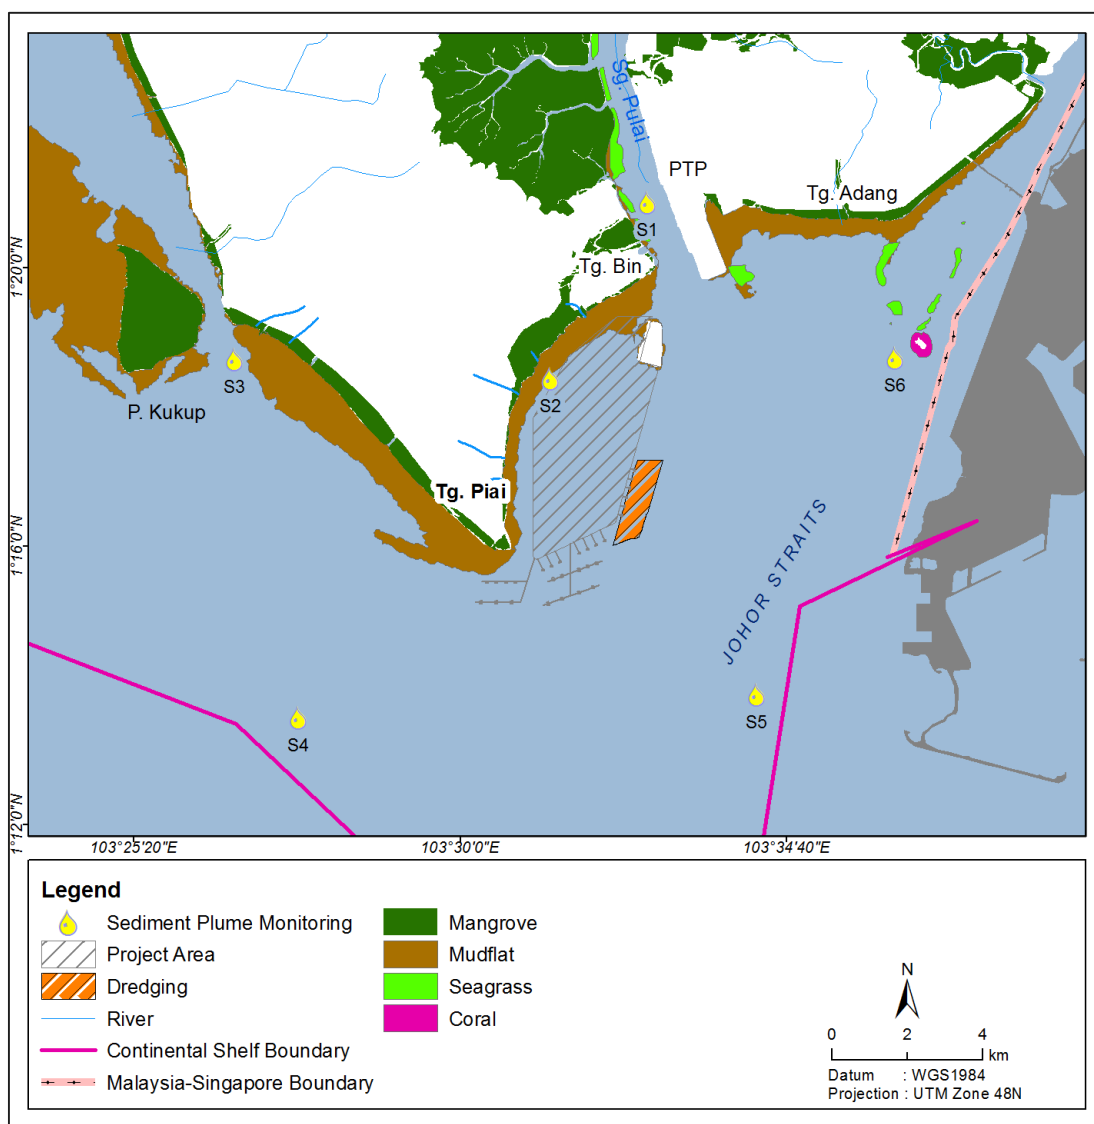 Sg. Pulai
PTP
Tg. Adang
S1
Tg. Bin
S3
S2
S6
P. Kukup
Tg. Piai
JOHOR STRAITS
S4
S5
1°20'0"N
1°16'0"N
1°12'0"N
103°25'20"E
103°30'0"E
103°34'40"E
Legend
Sediment Plume Monitoring
Project Area
Dredging
River
Continental Shelf Boundary
Malaysia-Singapore Boundary
Mangrove
Mudflat
Seagrass
Coral
N
0 2 4
km
Datum : WGS1984
Projection : UTM Zone 48N